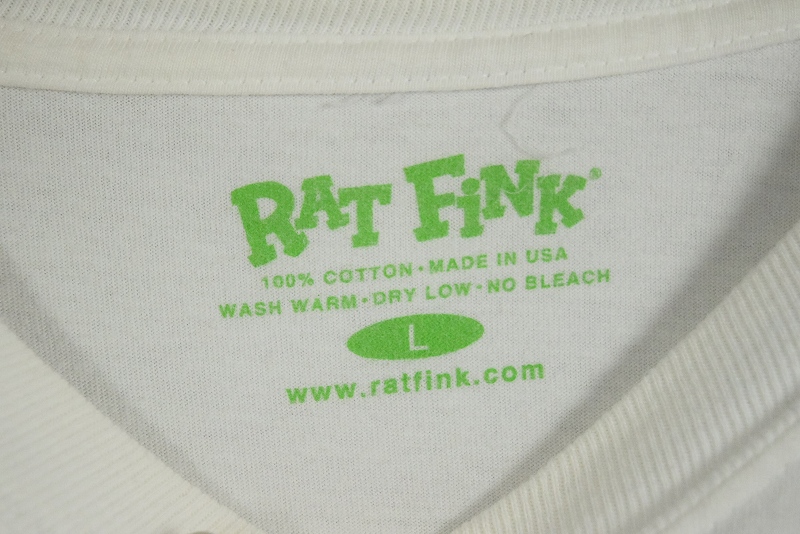 RAT FiNK®
100% COTTON·MADE IN USA
WASH WARM·DRY LOW·NO BLEACH
L
www.ratfink.com